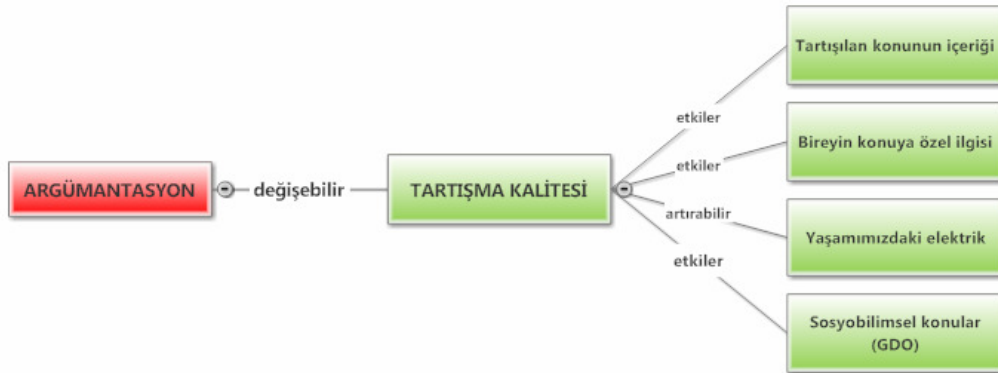 ARGÜMANTASYON
değişebilir
TARTIŞMA KALİTESİ
etkiler
Tartışılan konunun içeriği
etkiler
Bireyin konuya özel ilgisi
artırabilir
Yaşamımızdaki elektrik
etkiler
Sosyobilimsel konular
(GDO)